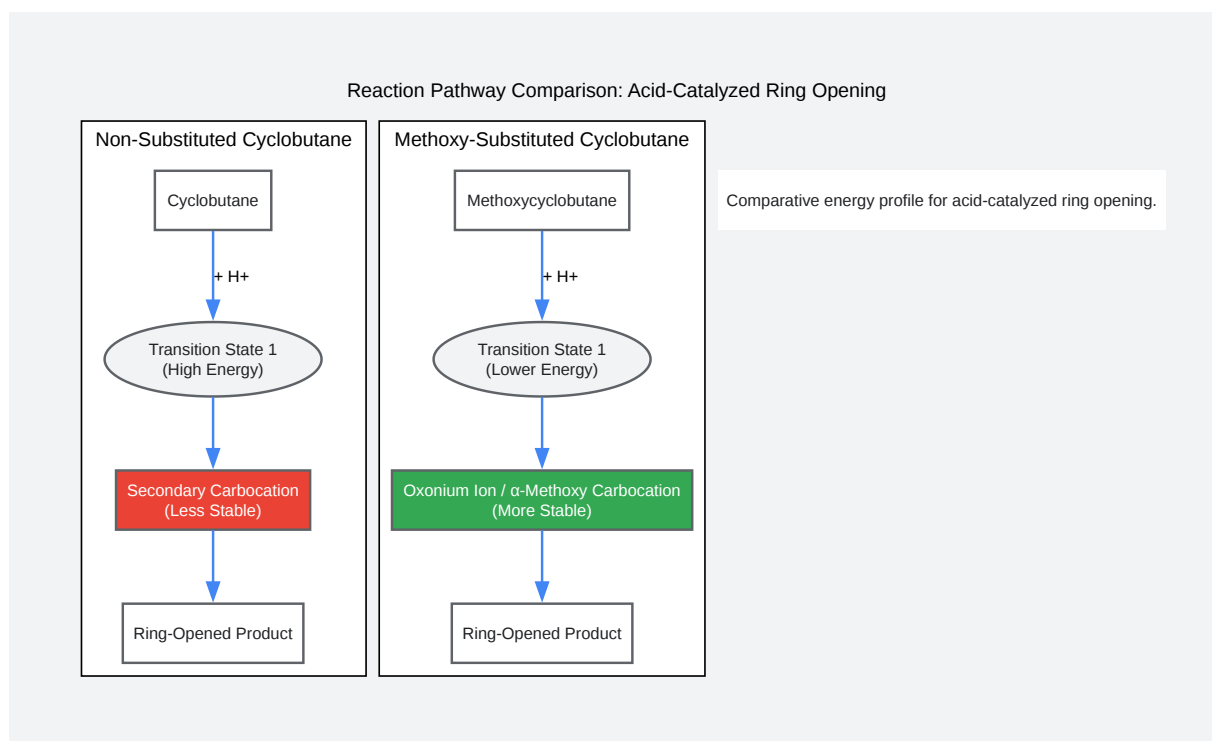 Reaction Pathway Comparison: Acid-Catalyzed Ring Opening
Non-Substituted Cyclobutane
Cyclobutane
+ H+
Transition State 1
(High Energy)
Secondary Carbocation
(Less Stable)
Ring-Opened Product
Methoxy-Substituted Cyclobutane
Methoxycyclobutane
+ H+
Transition State 1
(Lower Energy)
Oxonium Ion / α-Methoxy Carbocation
(More Stable)
Ring-Opened Product
Comparative energy profile for acid-catalyzed ring opening.